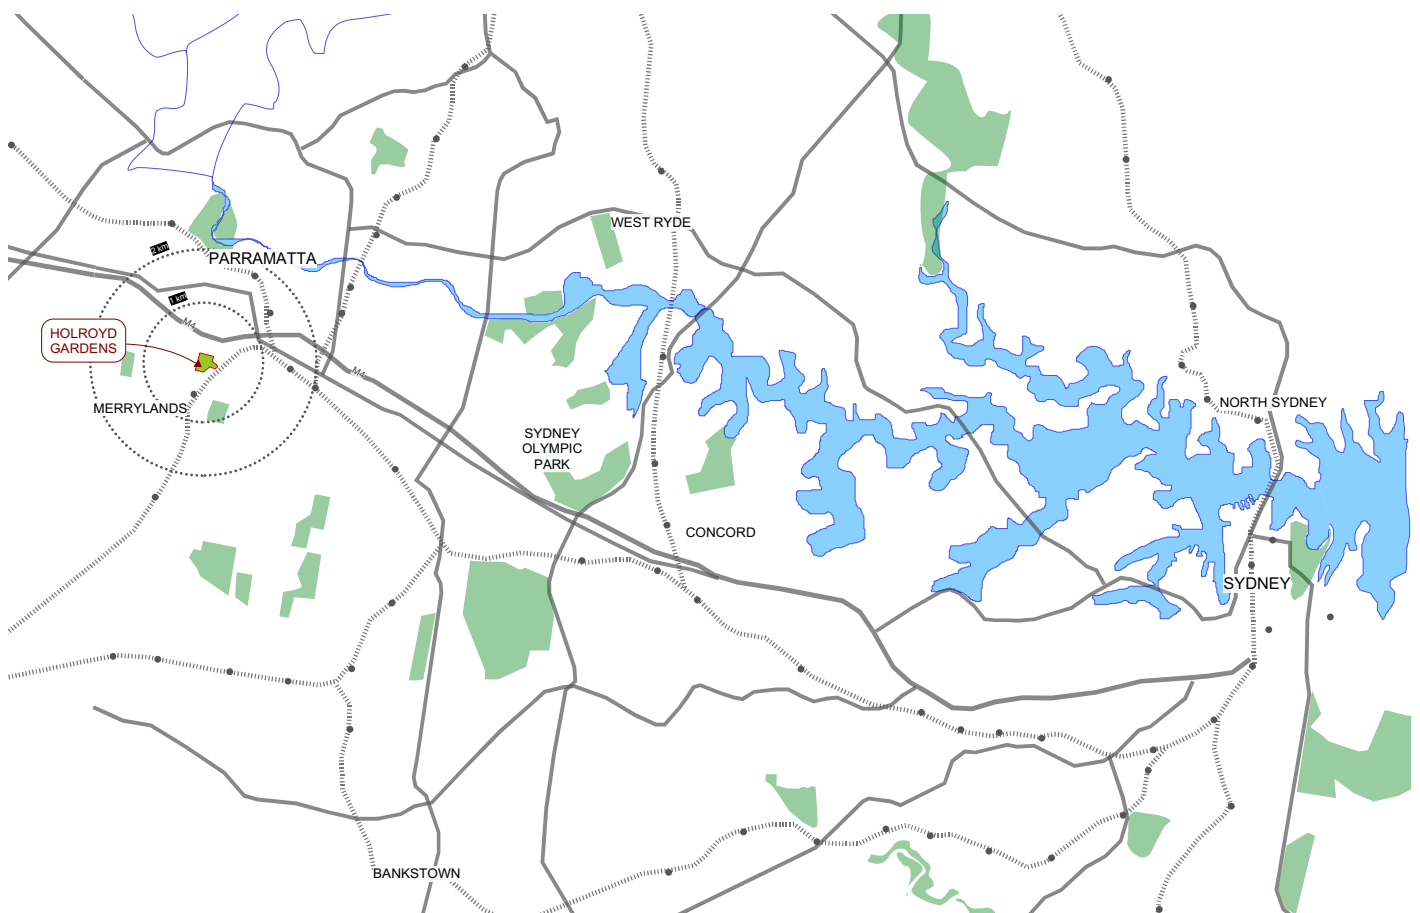 WEST RYDE
2 km
PARRAMATTA
1 km
M4
HOLROYD
GARDENS
M4
MERRYLANDS
NORTH SYDNEY
SYDNEY
OLYMPIC
PARK
CONCORD
SYDNEY
BANKSTOWN